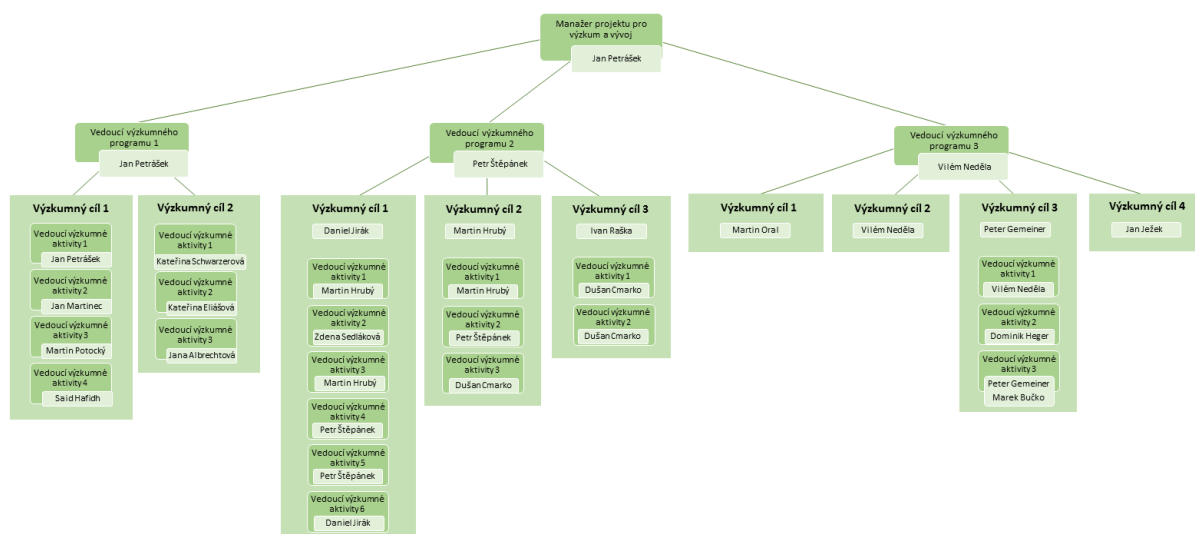 Manažer projektu pro
výzkum a vývoj
Jan Petrášek
Vedoucí výzkumného
programu 1
Jan Petrášek
Výzkumný cíl 1
Vedoucí výzkumné
aktivity 1
Jan Petrášek
Vedoucí výzkumné
aktivity 2
Jan Martinec
Vedoucí výzkumné
aktivity 3
Martin Potocký
Vedoucí výzkumné
aktivity 4
Said Hafidh
Výzkumný cíl 2
Vedoucí výzkumné
aktivity 1
Kateřina Schwarzerová
Vedoucí výzkumné
aktivity 2
Kateřina Eliášová
Vedoucí výzkumné
aktivity 3
Jana Albrechtová
Vedoucí výzkumného
programu 2
Petr Štěpánek
Výzkumný cíl 1
Daniel Jirák
Vedoucí výzkumné
aktivity 1
Martin Hrubý
Vedoucí výzkumné
aktivity 2
Zdena Sedláková
Vedoucí výzkumné
aktivity 3
Martin Hrubý
Vedoucí výzkumné
aktivity 4
Petr Štěpánek
Vedoucí výzkumné
aktivity 5
Petr Štěpánek
Vedoucí výzkumné
aktivity 6
Daniel Jirák
Výzkumný cíl 2
Martin Hrubý
Vedoucí výzkumné
aktivity 1
Martin Hrubý
Vedoucí výzkumné
aktivity 2
Petr Štěpánek
Vedoucí výzkumné
aktivity 3
Dušan Cmarko
Výzkumný cíl 3
Ivan Raška
Vedoucí výzkumné
aktivity 1
Dušan Cmarko
Vedoucí výzkumné
aktivity 2
Dušan Cmarko
Vedoucí výzkumného
programu 3
Vilém Neděla
Výzkumný cíl 1
Martin Oral
Výzkumný cíl 2
Vilém Neděla
Výzkumný cíl 3
Peter Gemeiner
Vedoucí výzkumné
aktivity 1
Vilém Neděla
Vedoucí výzkumné
aktivity 2
Dominik Heger
Vedoucí výzkumné
aktivity 3
Peter Gemeiner
Marek Bučko
Výzkumný cíl 4
Jan Ježek